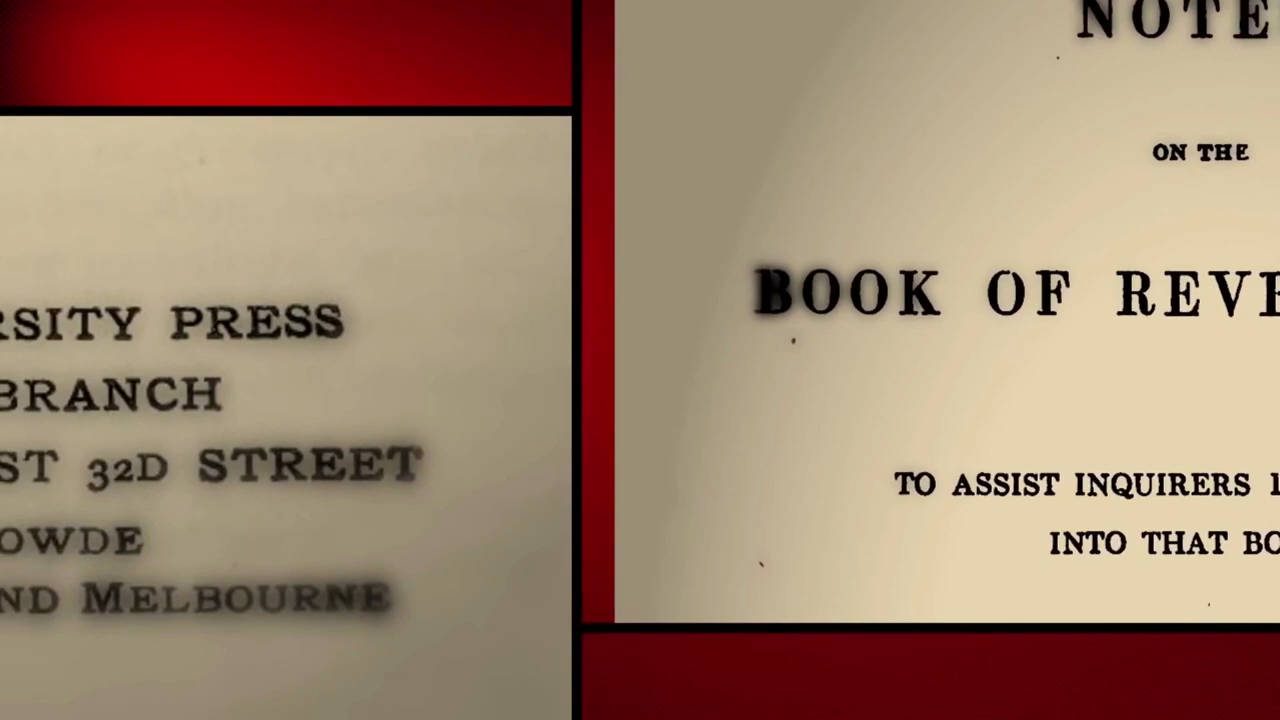 RSITY PRESS
BRANCH
ST 32D STREET
OWDE
ND MELBOURNE
NOTE
ON THE
BOOK OF REVE
TO ASSIST INQUIRERS I
INTO THAT BO